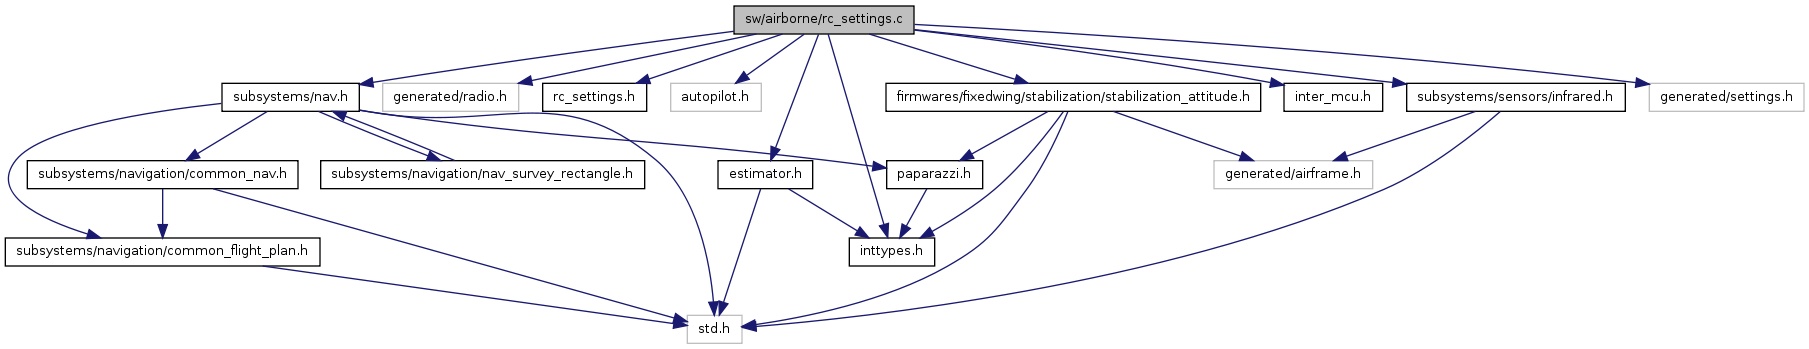 sw/airborne/rc_settings.c
subsystems/nav.h
generated/radio.h
rc_settings.h
autopilot.h
firmwares/fixedwing/stabilization/stabilization_attitude.h
inter_mcu.h
subsystems/sensors/infrared.h
generated/settings.h
subsystems/navigation/common_nav.h
subsystems/navigation/nav_survey_rectangle.h
estimator.h
paparazzi.h
generated/airframe.h
subsystems/navigation/common_flight_plan.h
inttypes.h
std.h